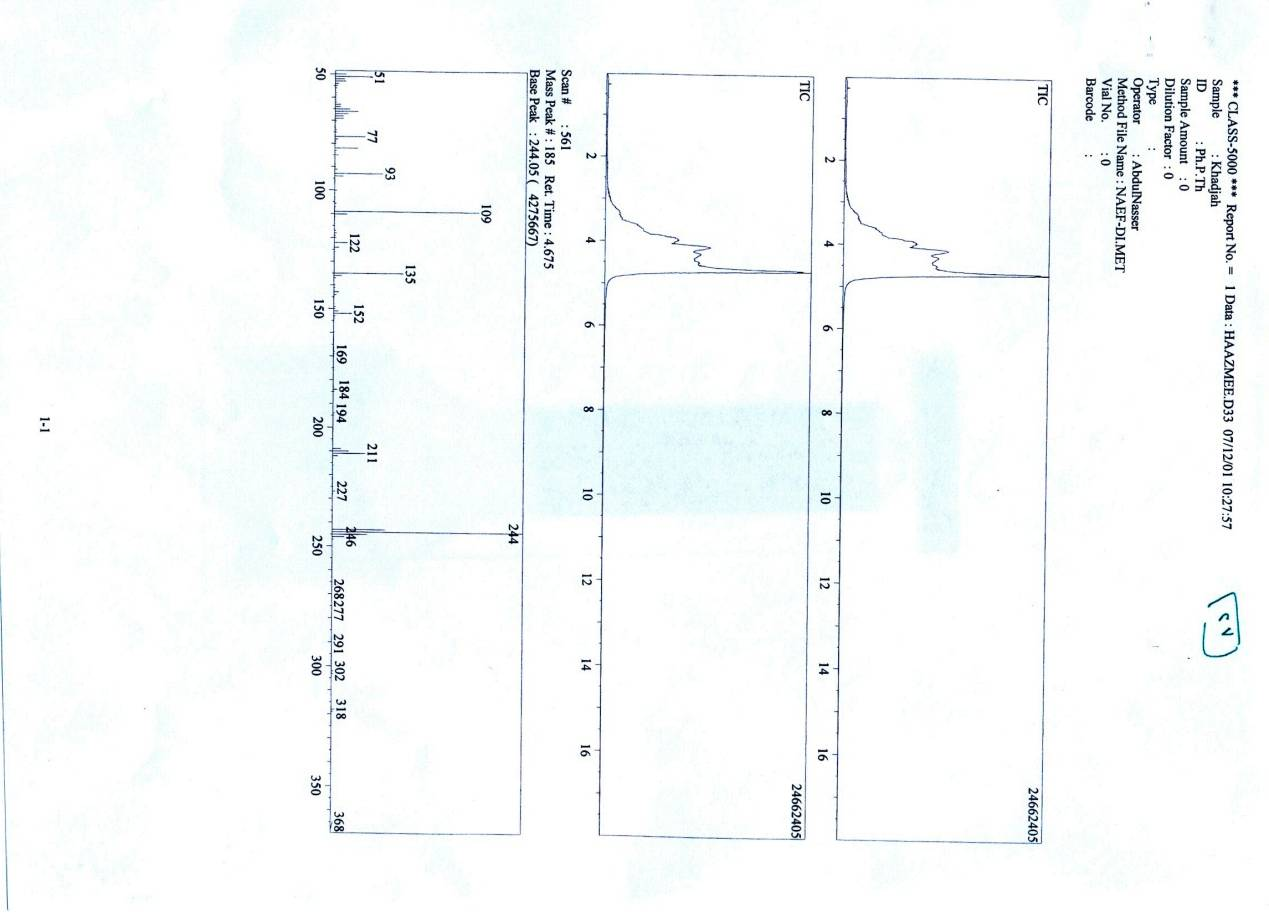 *** CLASS-5000 *** Report No. = 1 Data : HAAZMEE.D33 07/12/01 10:27:57
Sample : Khadjah
ID : Ph.P.Th
Sample Amount : 0
Dilution Factor : 0
Type :
Operator : AbdulNasser
Method File Name : NAEF-DI.MET
Vial No. : 0
Barcode :
TIC 24662405
2 4 6 8 10 12 14 16
TIC 24662405
2 4 6 8 10 12 14 16
Scan # : 561
Mass Peak # : 185 Ret. Time : 4.675
Base Peak : 244.05 ( 4275667)
244
109
135
93
51 77 211
122 152 246
169 184 194 227 268 277 291 302 318 368
50 100 150 200 250 300 350
1-1